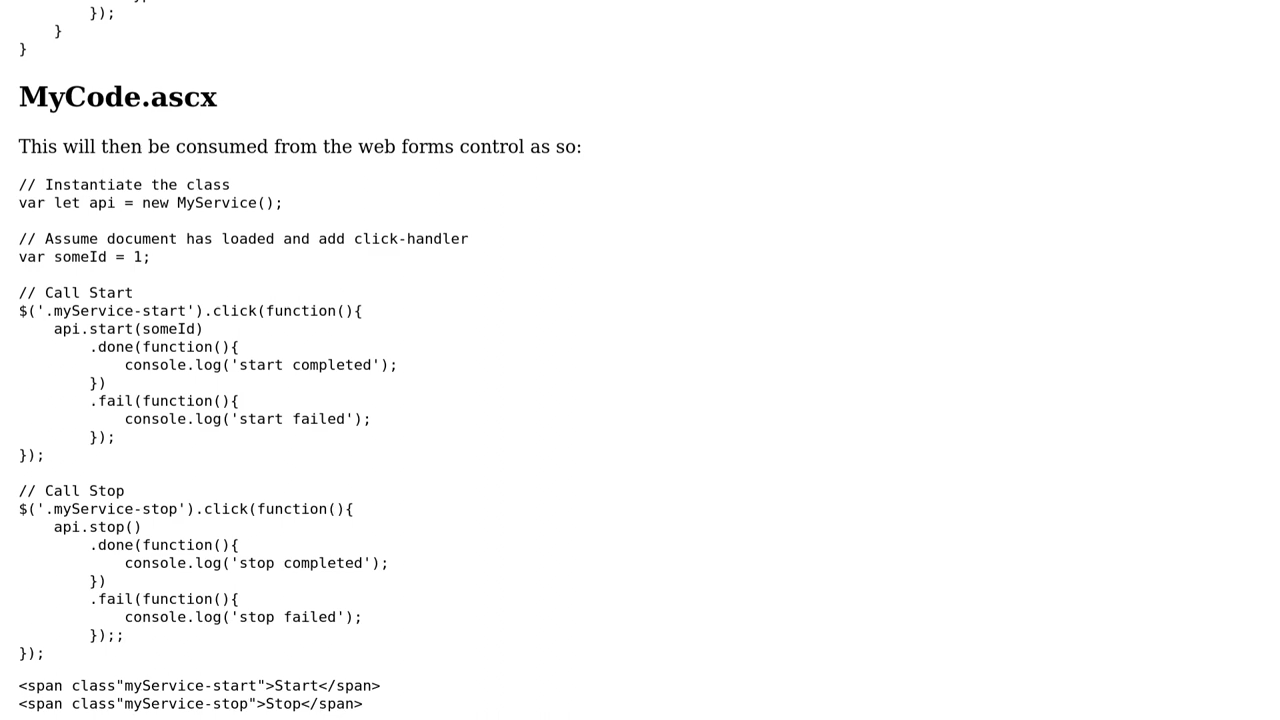 });
    }
}
MyCode.ascx
This will then be consumed from the web forms control as so:
// Instantiate the class
var let api = new MyService();
// Assume document has loaded and add click-handler
var someId = 1;
// Call Start
$('.myService-start').click(function(){
    api.start(someId)
        .done(function(){
            console.log('start completed');
        })
        .fail(function(){
            console.log('start failed');
        });
});
// Call Stop
$('.myService-stop').click(function(){
    api.stop()
        .done(function(){
            console.log('stop completed');
        })
        .fail(function(){
            console.log('stop failed');
        });;
});
<span class"myService-start">Start</span>
<span class"myService-stop">Stop</span>